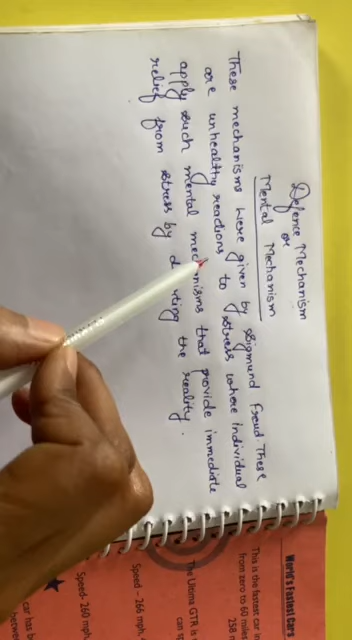 Defence Mechanism
or
Mental Mechanism
These mechanisms were given by Sigmund Freud. These
are unhealthy reactions to stress where individual
apply such mental mechanisms that provide immediate
relief from stress by the reality.
World's Fastest Cars
This is the fastest car
from zero to 60 miles
258
The Ultima GTR is
can
Speed – 266 mph,
Speed- 260 mph,
car has
between